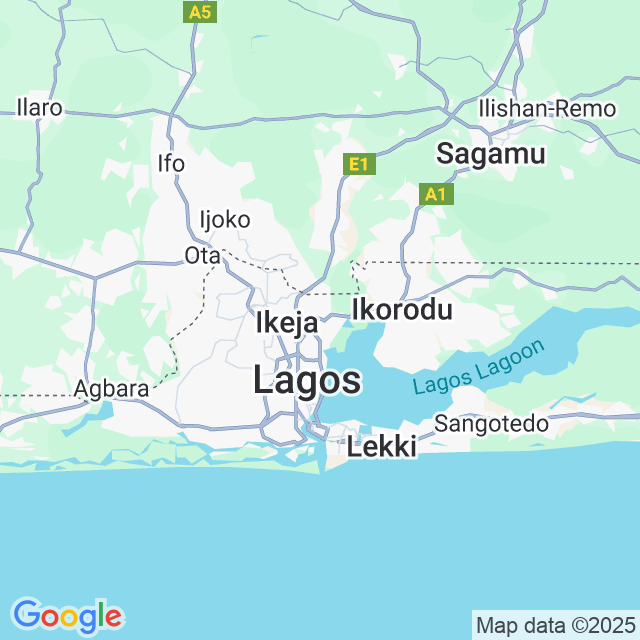 A5
Ilaro
Ilishan-Remo
Ifo
E1
Sagamu
A1
Ijoko
Ota
Ikeja
Ikorodu
Lagos Lagoon
Lagos
Agbara
Sangotedo
Lekki
Google
Map data ©2025